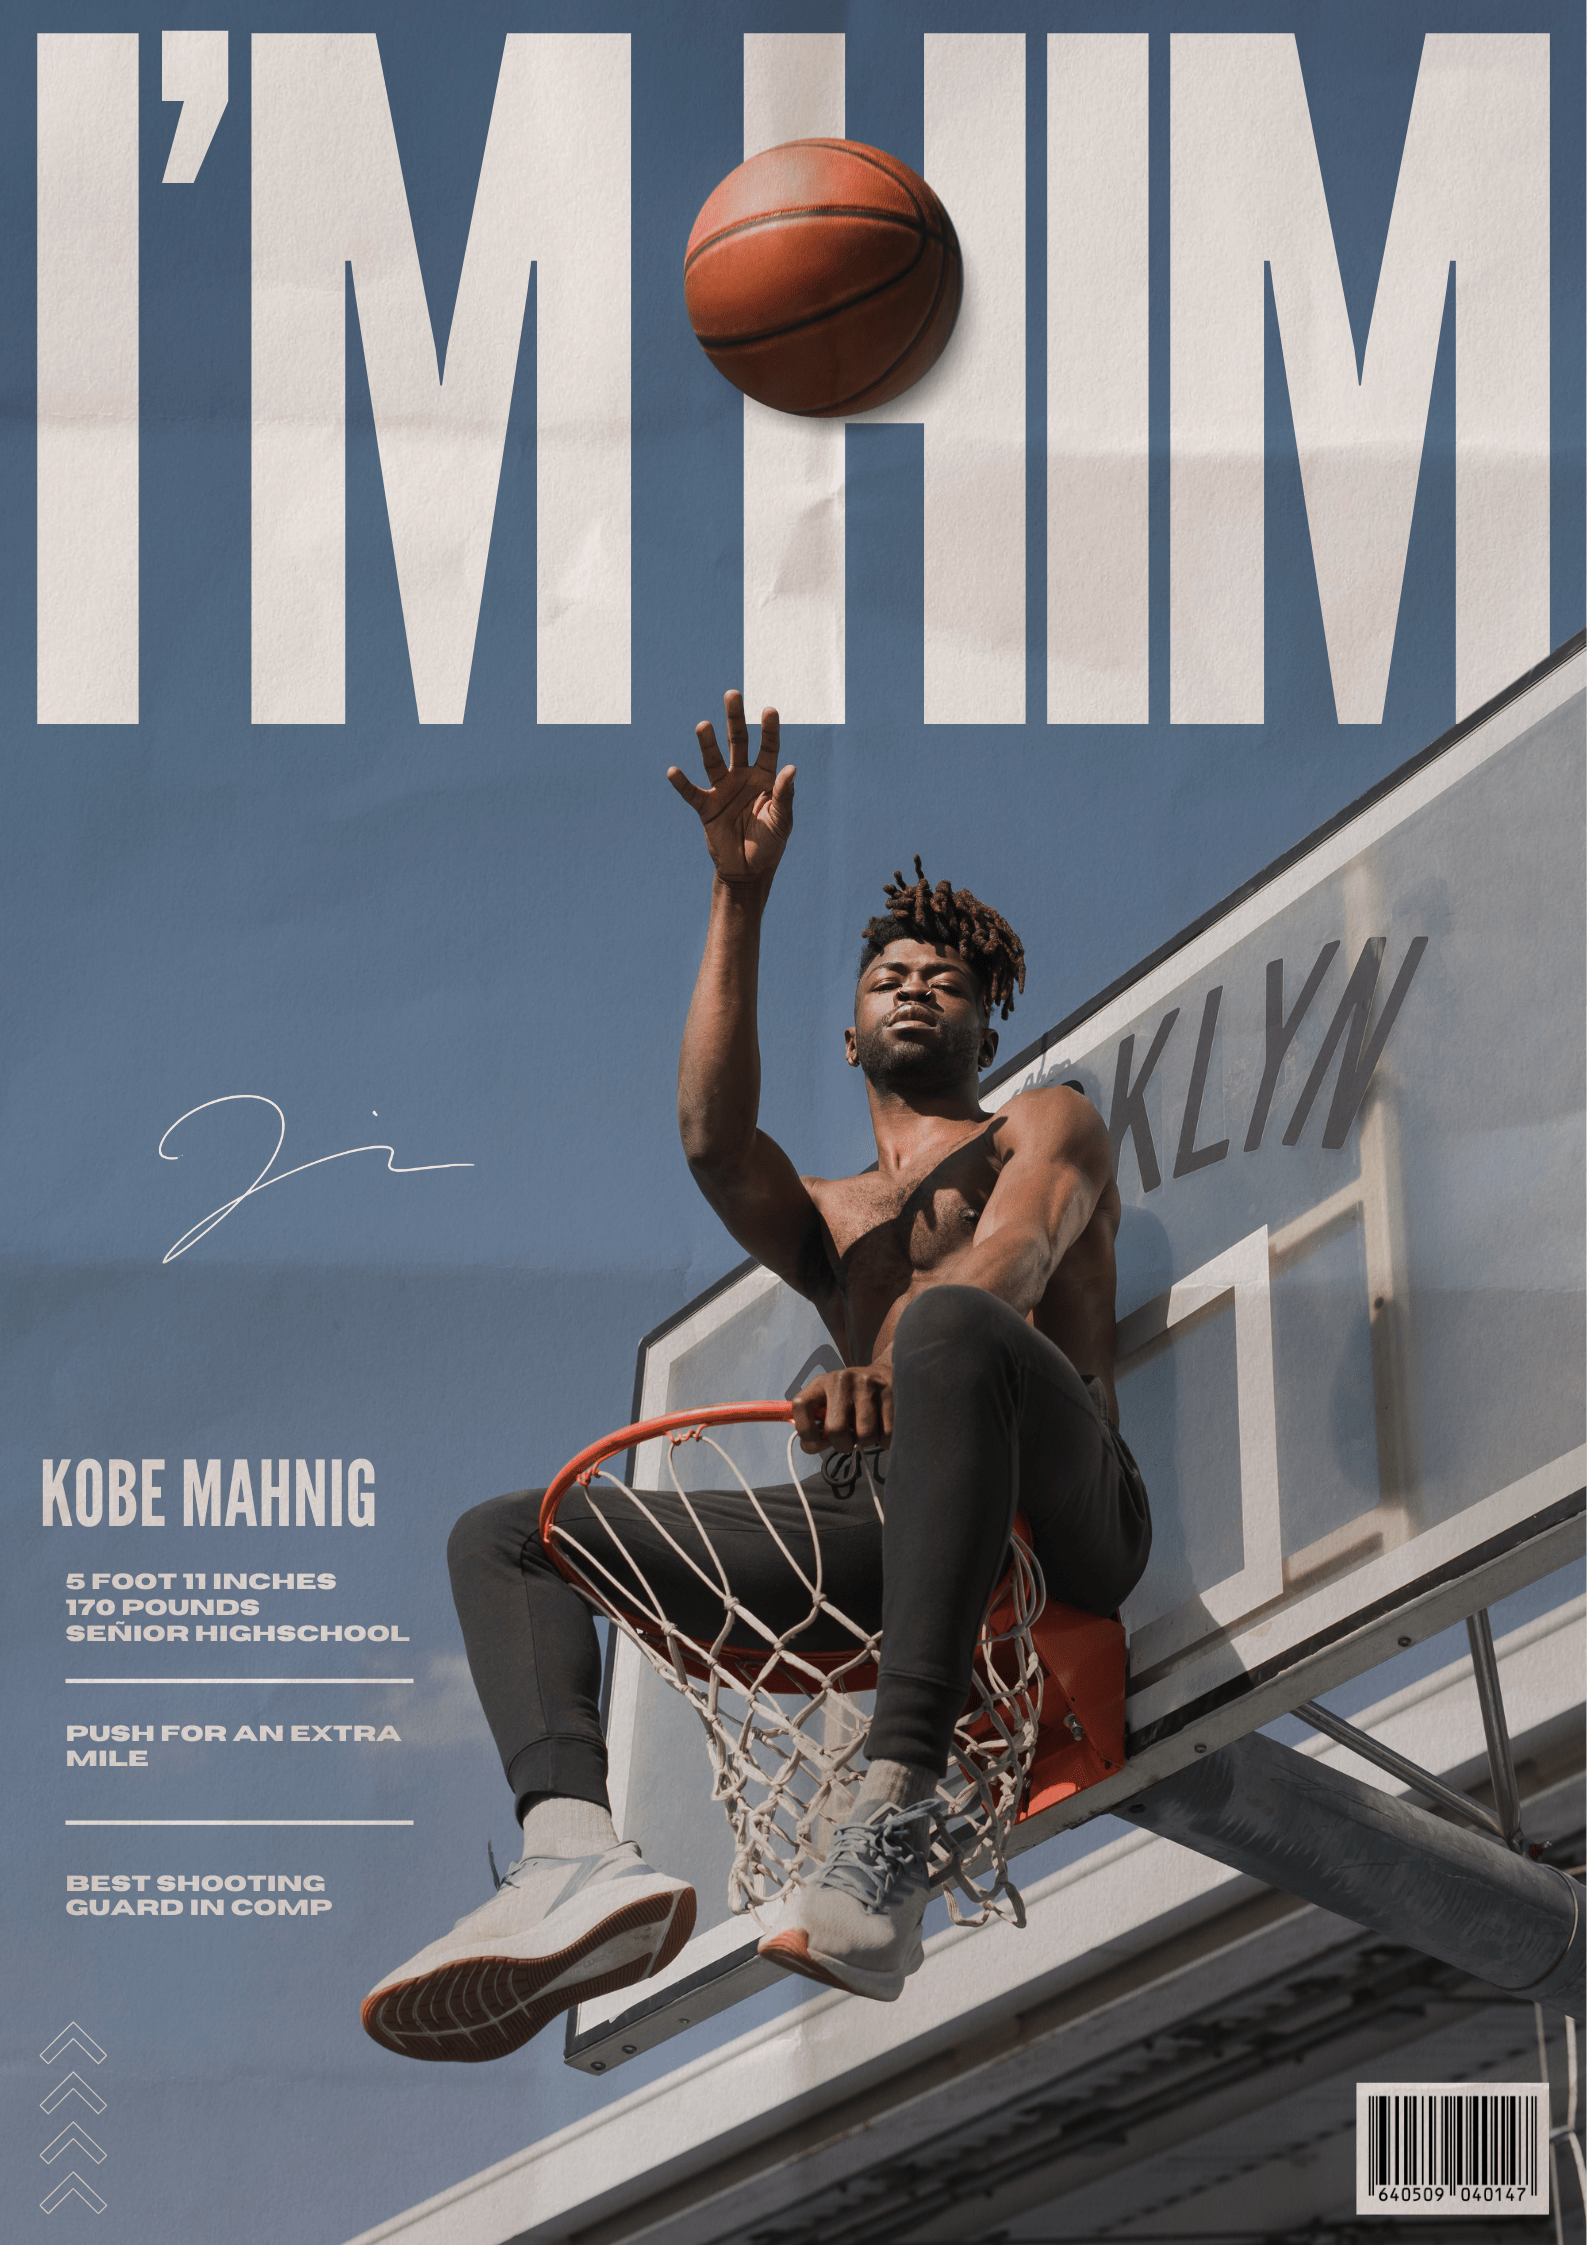 I'M HIM
KLYN
KOBE MAHNIG
5 FOOT 11 INCHES
170 POUNDS
SEÑIOR HIGHSCHOOL
PUSH FOR AN EXTRA
MILE
BEST SHOOTING
GUARD IN COMP
640509 040147